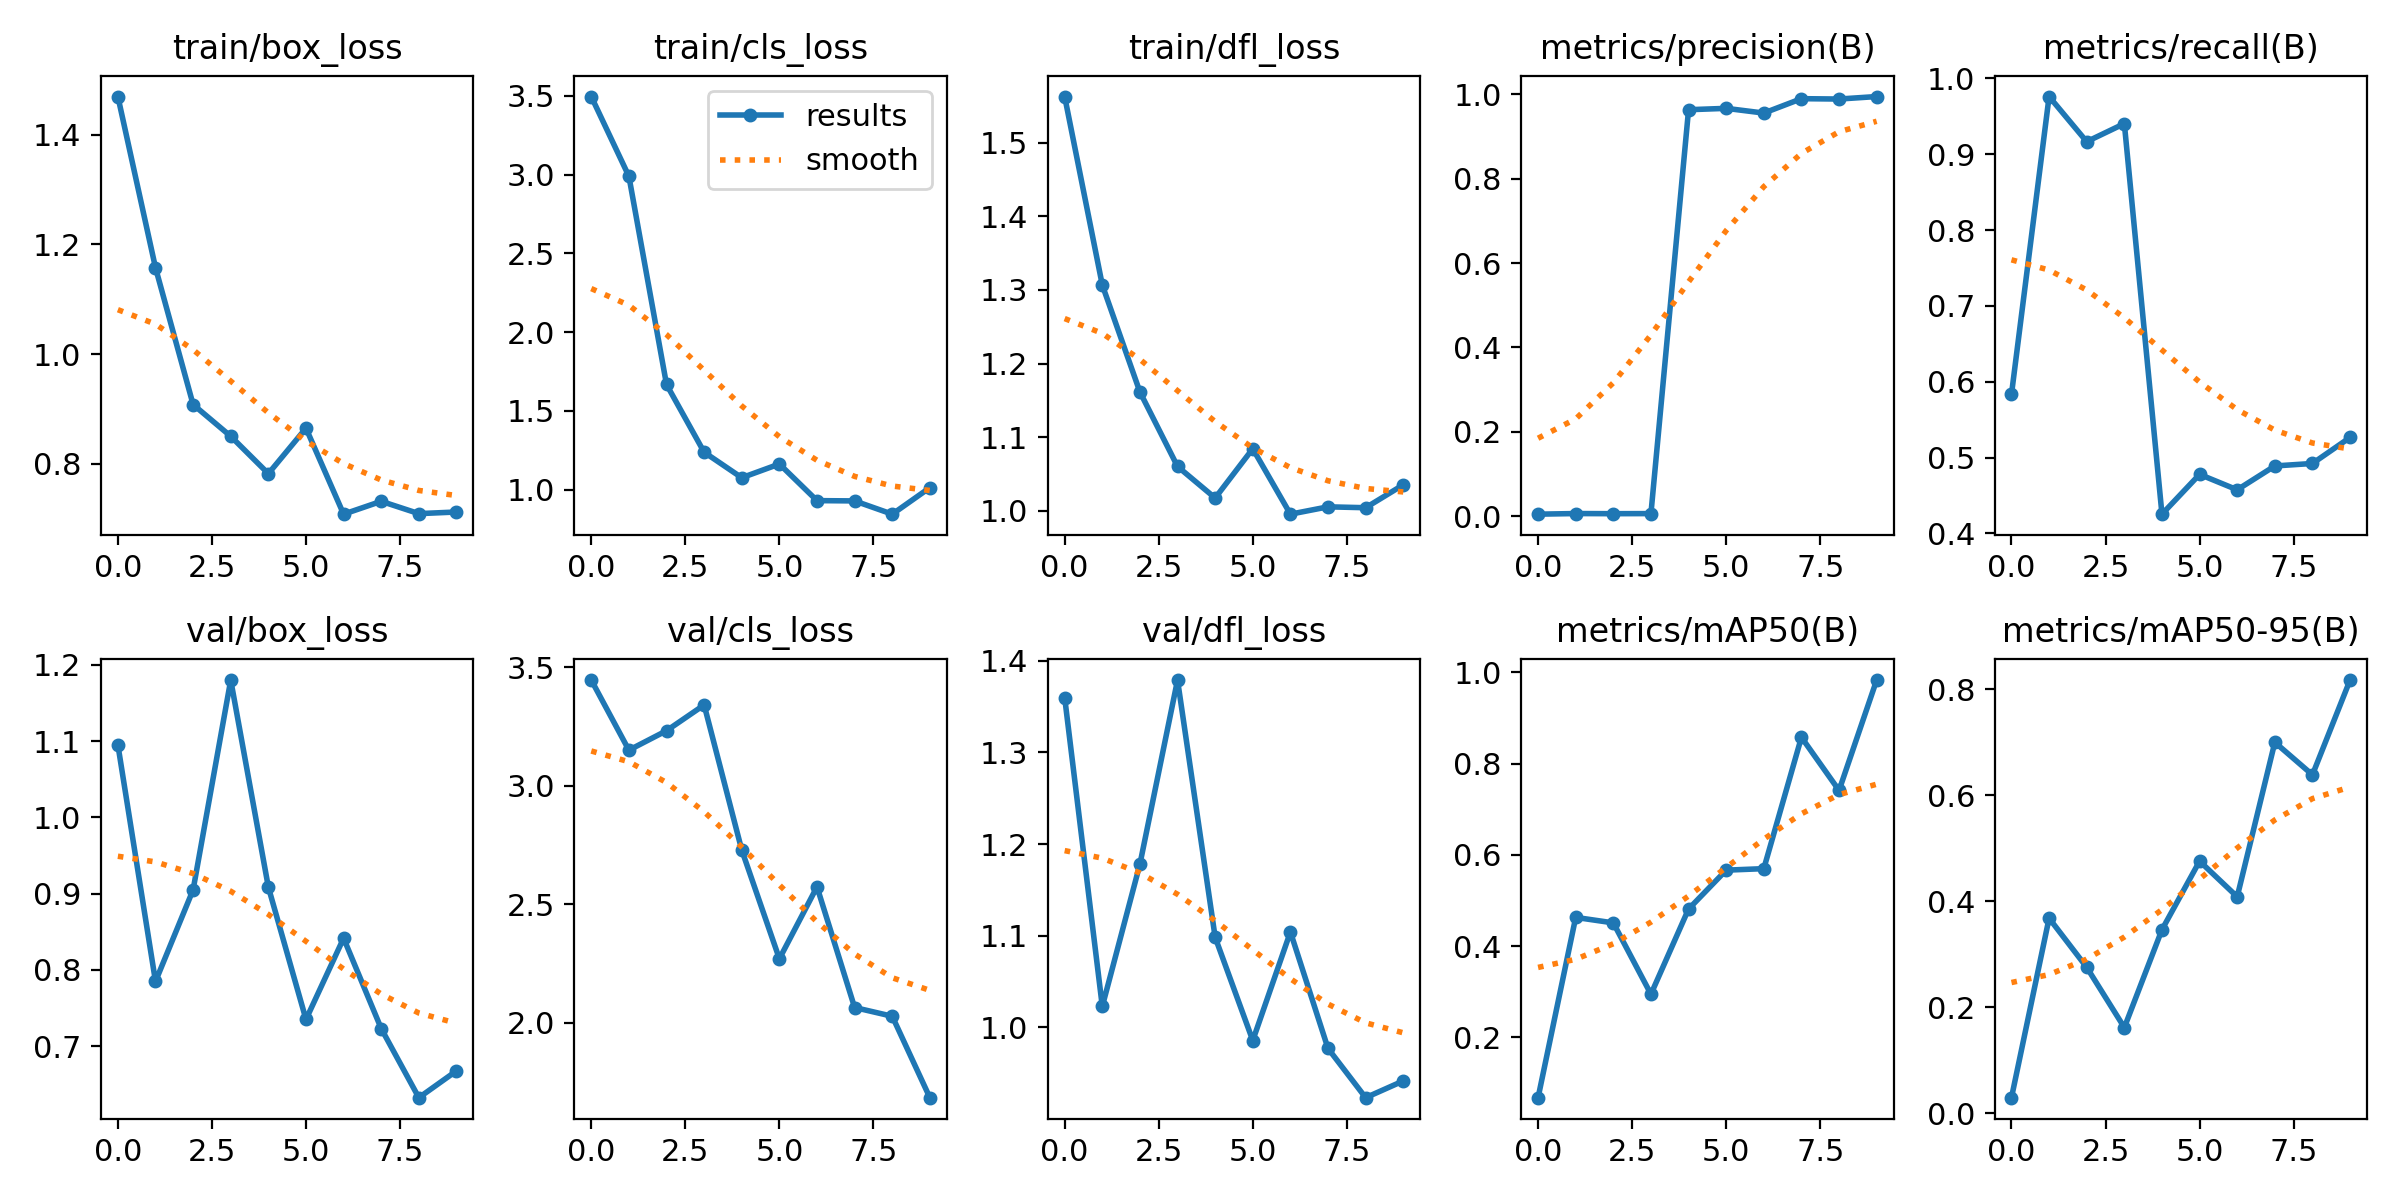 train/box_loss
train/cls_loss
train/dfl_loss
metrics/precision(B)
metrics/recall(B)
1.4
1.2
1.0
0.8
0.0 2.5 5.0 7.5
3.5
3.0
2.5
2.0
1.5
1.0
results
smooth
0.0 2.5 5.0 7.5
1.5
1.4
1.3
1.2
1.1
1.0
0.0 2.5 5.0 7.5
1.0
0.8
0.6
0.4
0.2
0.0
0.0 2.5 5.0 7.5
1.0
0.9
0.8
0.7
0.6
0.5
0.4
0.0 2.5 5.0 7.5
val/box_loss
val/cls_loss
val/dfl_loss
metrics/mAP50(B)
metrics/mAP50-95(B)
1.2
1.1
1.0
0.9
0.8
0.7
0.0 2.5 5.0 7.5
3.5
3.0
2.5
2.0
0.0 2.5 5.0 7.5
1.4
1.3
1.2
1.1
1.0
0.0 2.5 5.0 7.5
1.0
0.8
0.6
0.4
0.2
0.0 2.5 5.0 7.5
0.8
0.6
0.4
0.2
0.0
0.0 2.5 5.0 7.5